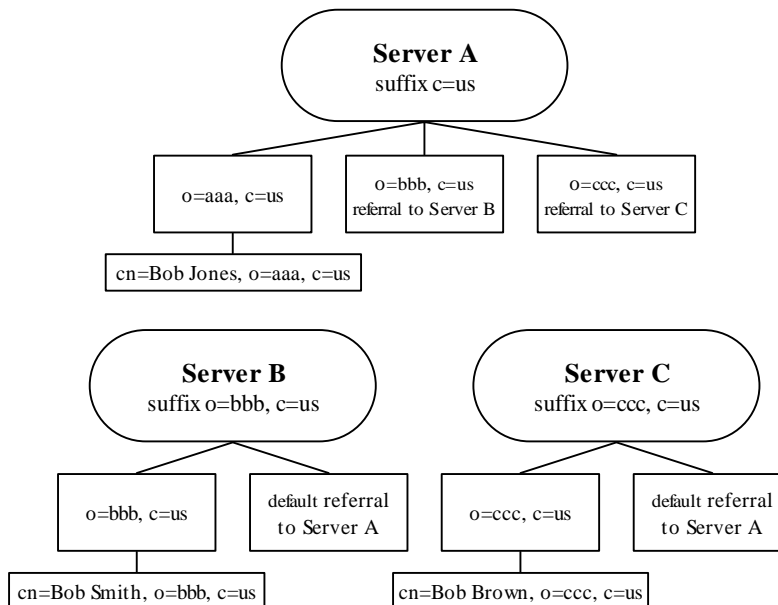 Server A
suffix c=us
o=aaa, c=us
o=bbb, c=us
referral to Server B
o=ccc, c=us
referral to Server C
cn=Bob Jones, o=aaa, c=us
Server B
suffix o=bbb, c=us
Server C
suffix o=ccc, c=us
o=bbb, c=us
default referral
to Server A
o=ccc, c=us
default referral
to Server A
cn=Bob Smith, o=bbb, c=us
cn=Bob Brown, o=ccc, c=us